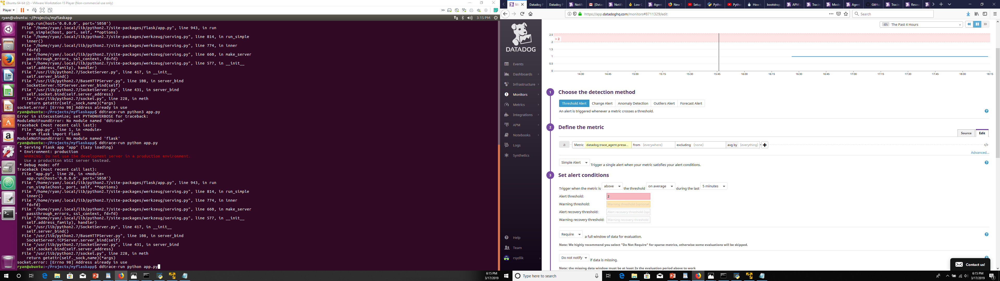 Ubuntu 64-bit (2) - VMware Workstation 15 Player (Non-commercial use only)
Player
ryan@ubuntu: ~/Projects/myflaskapp
3:15 PM
app.run(host='0.0.0.0', port='5050')
File "/home/ryan/.local/lib/python2.7/site-packages/flask/app.py", line 943, in run
run_simple(host, port, self, **options)
File "/home/ryan/.local/lib/python2.7/site-packages/werkzeug/serving.py", line 814, in run_simple
inner()
File "/home/ryan/.local/lib/python2.7/site-packages/werkzeug/serving.py", line 774, in inner
fd=fd)
File "/home/ryan/.local/lib/python2.7/site-packages/werkzeug/serving.py", line 660, in make_server
passthrough_errors, ssl_context, fd=fd)
File "/home/ryan/.local/lib/python2.7/site-packages/werkzeug/serving.py", line 577, in __init__
self.address_family), handler)
File "/usr/lib/python2.7/SocketServer.py", line 417, in __init__
self.server_bind()
File "/usr/lib/python2.7/BaseHTTPServer.py", line 108, in server_bind
SocketServer.TCPServer.server_bind(self)
File "/usr/lib/python2.7/SocketServer.py", line 431, in server_bind
self.socket.bind(self.server_address)
File "/usr/lib/python2.7/socket.py", line 228, in meth
return getattr(self._sock,name)(*args)
socket.error: [Errno 98] Address already in use
ryan@ubuntu:~/Projects/myflaskapp$ ddtrace-run python3 app.py
Error in sitecustomize; set PYTHONVERBOSE for traceback:
ModuleNotFoundError: No module named 'ddtrace'
Traceback (most recent call last):
File "app.py", line 1, in <module>
from flask import Flask
ModuleNotFoundError: No module named 'flask'
ryan@ubuntu:~/Projects/myflaskapp$ ddtrace-run python app.py
* Serving Flask app "app" (lazy loading)
* Environment: production
WARNING: Do not use the development server in a production environment.
Use a production WSGI server instead.
* Debug mode: off
Traceback (most recent call last):
File "app.py", line 28, in <module>
app.run(host='0.0.0.0', port='5050')
File "/home/ryan/.local/lib/python2.7/site-packages/flask/app.py", line 943, in run
run_simple(host, port, self, **options)
File "/home/ryan/.local/lib/python2.7/site-packages/werkzeug/serving.py", line 814, in run_simple
inner()
File "/home/ryan/.local/lib/python2.7/site-packages/werkzeug/serving.py", line 774, in inner
fd=fd)
File "/home/ryan/.local/lib/python2.7/site-packages/werkzeug/serving.py", line 660, in make_server
passthrough_errors, ssl_context, fd=fd)
File "/home/ryan/.local/lib/python2.7/site-packages/werkzeug/serving.py", line 577, in __init__
self.address_family), handler)
File "/usr/lib/python2.7/SocketServer.py", line 417, in __init__
self.server_bind()
File "/usr/lib/python2.7/BaseHTTPServer.py", line 108, in server_bind
SocketServer.TCPServer.server_bind(self)
File "/usr/lib/python2.7/SocketServer.py", line 431, in server_bind
self.socket.bind(self.server_address)
File "/usr/lib/python2.7/socket.py", line 228, in meth
return getattr(self._sock,name)(*args)
socket.error: [Errno 98] Address already in use
ryan@ubuntu:~/Projects/myflaskapp$ ddtrace-run python app.py
6:15 PM
3/17/2019
Datadog P Datadog P Notific [Datac Notific Low C Agent New T Setup Pytho Pytho How t bootstrap. APM a Tracin Mode Agent GitHu Tracin Resou
https://app.datadoghq.com/monitors#8711329/edit
Search
DATADOG
Events
Dashboards
Infrastructure
Monitors
Metrics
Integrations
APM
Notebooks
Logs
Synthetics
Help
Team
rsydlik
4h The Past 4 Hours
2.5
> 2
2
1.5
1
0.5
0
14:30 14:45 15:00 15:15 15:30 15:45 16:00 16:15 16:30 16:45 17:00 17:15 17:30 17:45 18:00 18:15
1 Choose the detection method
Threshold Alert Change Alert Anomaly Detection Outliers Alert Forecast Alert
An alert is triggered whenever a metric crosses a threshold.
2 Define the metric
Source Edit
a Metric datadog.trace_agent.presa... from (everywhere) excluding (none) avg by (everything)
Advanced...
Simple Alert Trigger a single alert when your metric satisfies your alert conditions.
3 Set alert conditions
Trigger when the metric is above the threshold on average during the last 5 minutes
Alert threshold: 2
Warning threshold: Warning threshold (optional
Alert recovery threshold: Alert recovery threshold (op
Warning recovery threshold: Warning recovery threshold
Require a full window of data for evaluation.
Note: We highly recommend you select "Do Not Require" for sparse metrics, otherwise some evaluations will be skipped.
Do not notify if data is missing.
Note: the missing data window must be at least 2x the evaluation period above to work
Contact us!
Type here to search
6:15 PM
3/17/2019